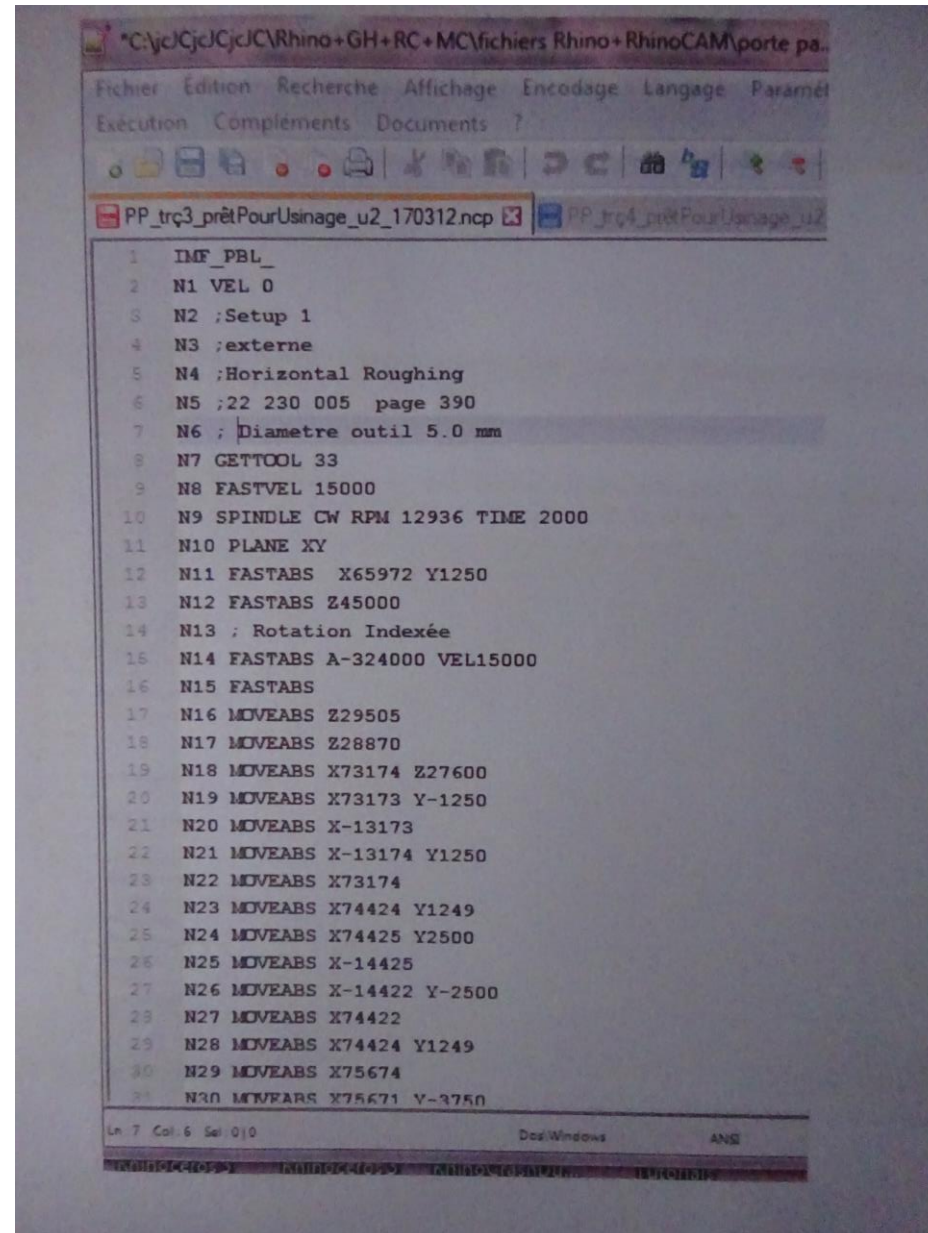 *C:\jcJCjcJCjcJC\Rhino+GH+RC+MC\fichiers Rhino+RhinoCAM\porte pa..
Fichier Edition Recherche Affichage Encodage Langage Paramét
Exécution Compléments Documents ?
PP_trç3_prêtPourUsinage_u2_170312.ncp PP_trç4_prêtPourUsinage_u2
1 IMF_PBL_
2 N1 VEL 0
3 N2 ;Setup 1
4 N3 ;externe
5 N4 ;Horizontal Roughing
6 N5 ;22 230 005  page 390
7 N6 ; Diametre outil 5.0 mm
8 N7 GETTOOL 33
9 N8 FASTVEL 15000
10 N9 SPINDLE CW RPM 12936 TIME 2000
11 N10 PLANE XY
12 N11 FASTABS  X65972 Y1250
13 N12 FASTABS Z45000
14 N13 ; Rotation Indexée
15 N14 FASTABS A-324000 VEL15000
16 N15 FASTABS
17 N16 MOVEABS Z29505
18 N17 MOVEABS Z28870
19 N18 MOVEABS X73174 Z27600
20 N19 MOVEABS X73173 Y-1250
21 N20 MOVEABS X-13173
22 N21 MOVEABS X-13174 Y1250
23 N22 MOVEABS X73174
24 N23 MOVEABS X74424 Y1249
25 N24 MOVEABS X74425 Y2500
26 N25 MOVEABS X-14425
27 N26 MOVEABS X-14422 Y-2500
28 N27 MOVEABS X74422
29 N28 MOVEABS X74424 Y1249
30 N29 MOVEABS X75674
31 N30 MOVEABS X75671 Y-3750
Ln : 7 Col : 6 Sel : 0|0 Dos\Windows ANSI
Rhinoceros 5 Rhinoceros 5 Tutorials